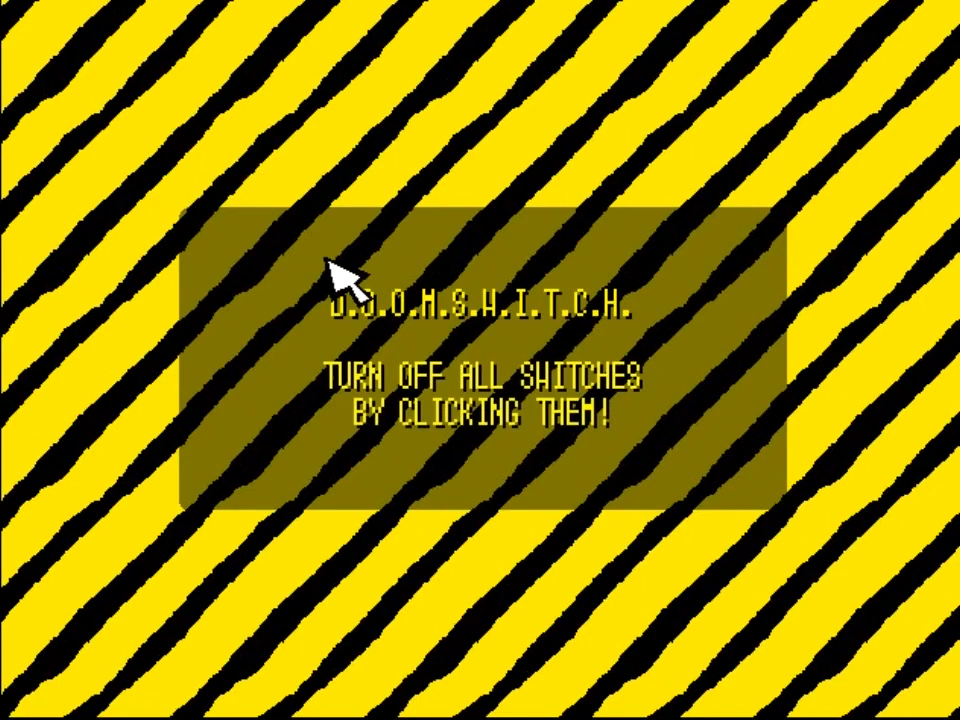 D.O.O.M.S.W.I.T.C.H.
TURN OFF ALL SWITCHES
BY CLICKING THEM!